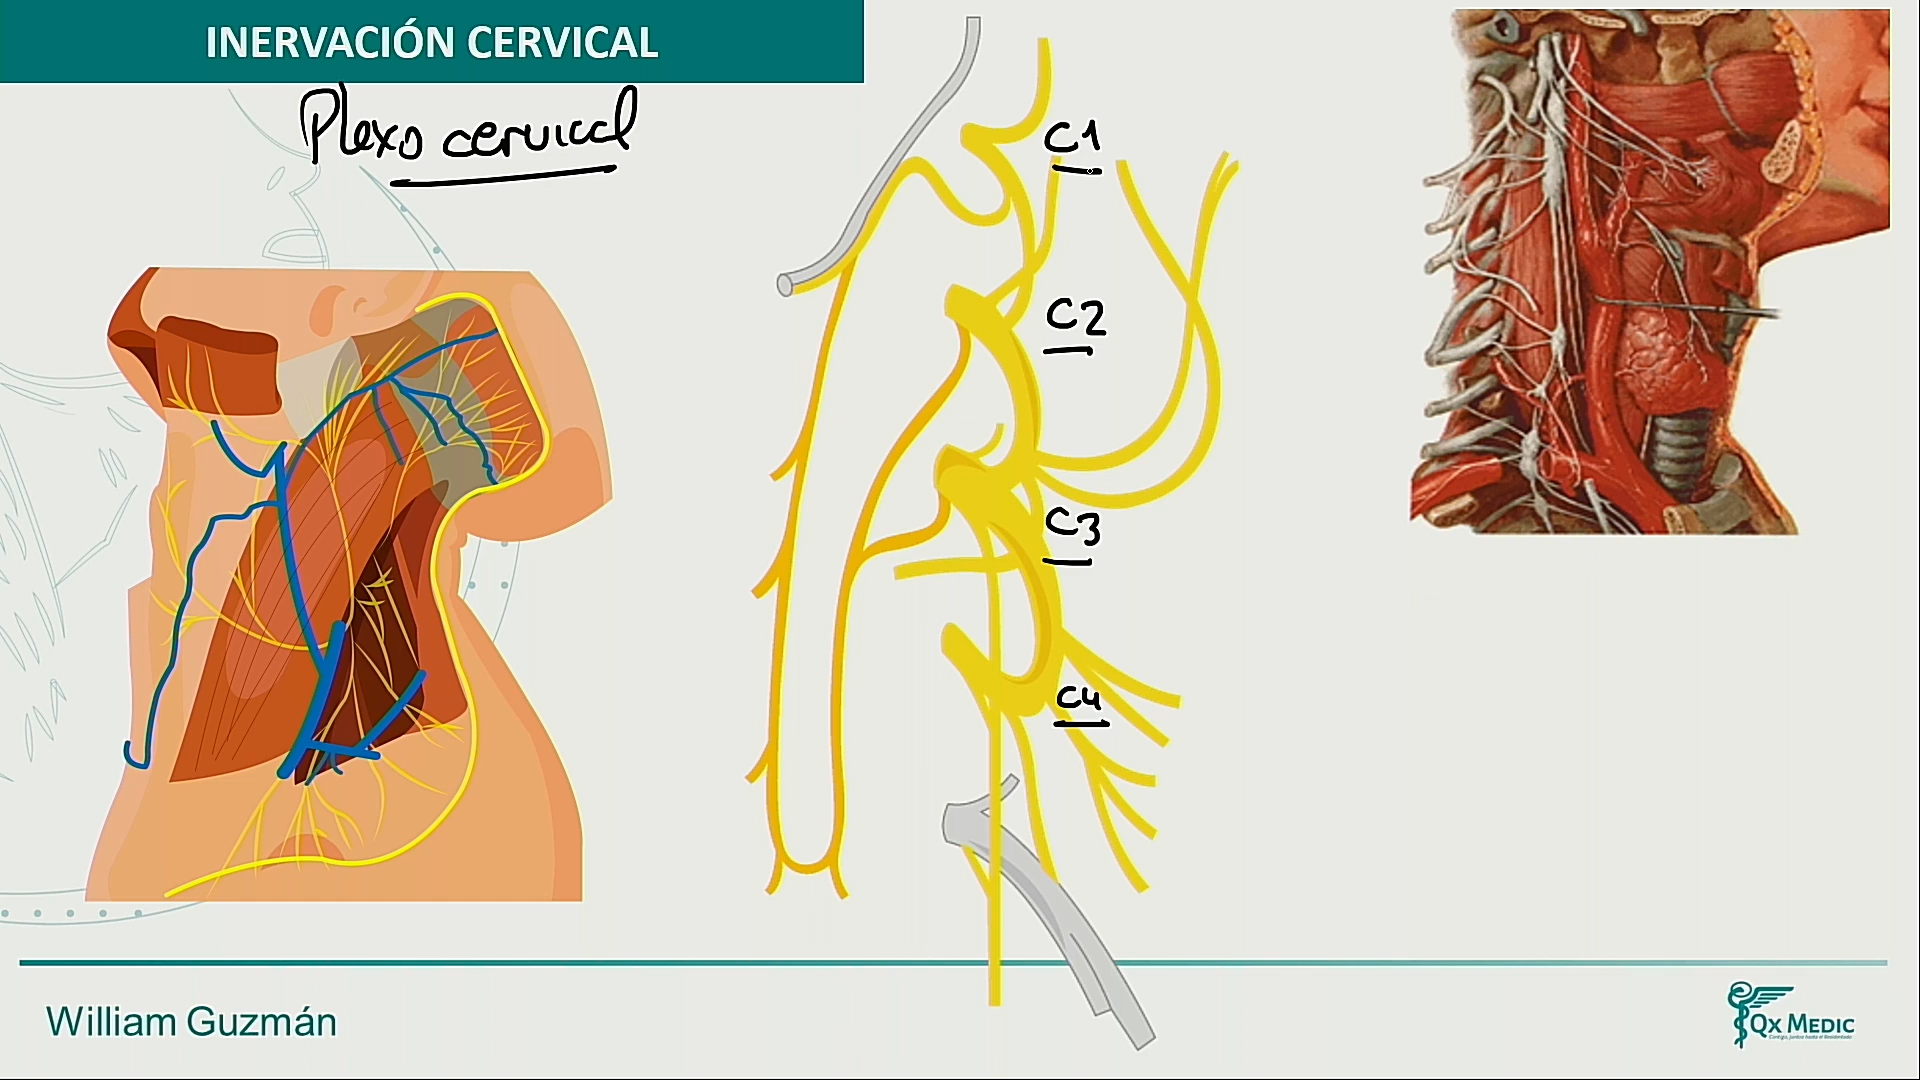 INERVACIÓN CERVICAL
Plexo cervical
C1
C2
C3
C4
William Guzmán
QX MEDIC